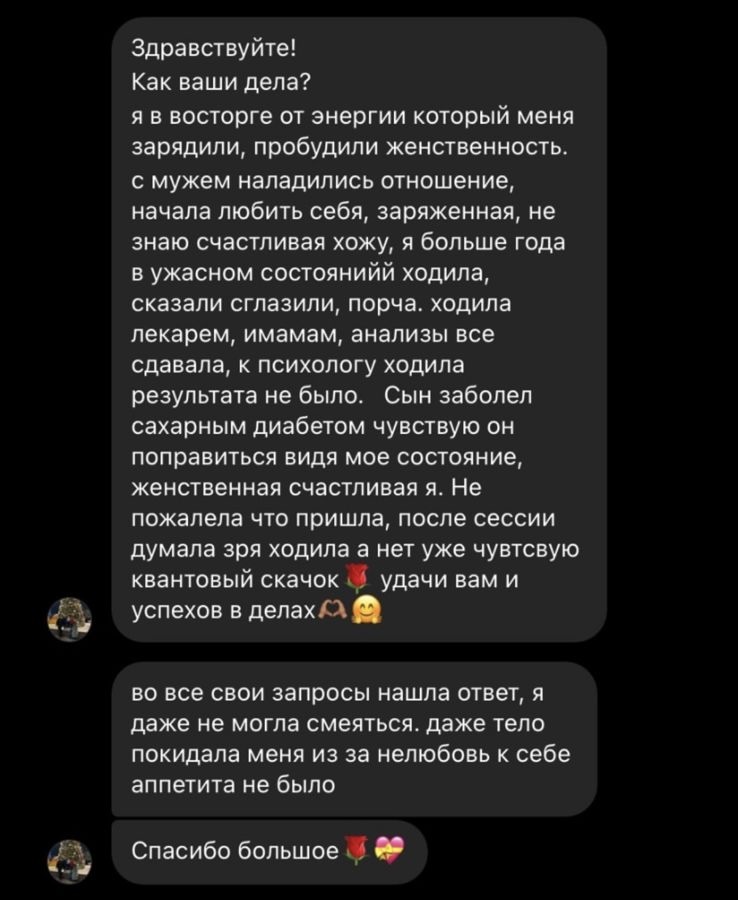 Здравствуйте!
Как ваши дела?
я в восторге от энергии который меня
зарядили, пробудили женственность.
с мужем наладились отношение,
начала любить себя, заряженная, не
знаю счастливая хожу, я больше года
в ужасном состоянийй ходила,
сказали сглазили, порча. ходила
лекарем, имамам, анализы все
сдавала, к психологу ходила
результата не было. Сын заболел
сахарным диабетом чувствую он
поправиться видя мое состояние,
женственная счастливая я. Не
пожалела что пришла, после сессии
думала зря ходила а нет уже чувтсвую
квантовый скачок🌹 удачи вам и
успехов в делах🫶🏽🤗
во все свои запросы нашла ответ, я
даже не могла смеяться. даже тело
покидала меня из за нелюбовь к себе
аппетита не было
Спасибо большое🌹💝